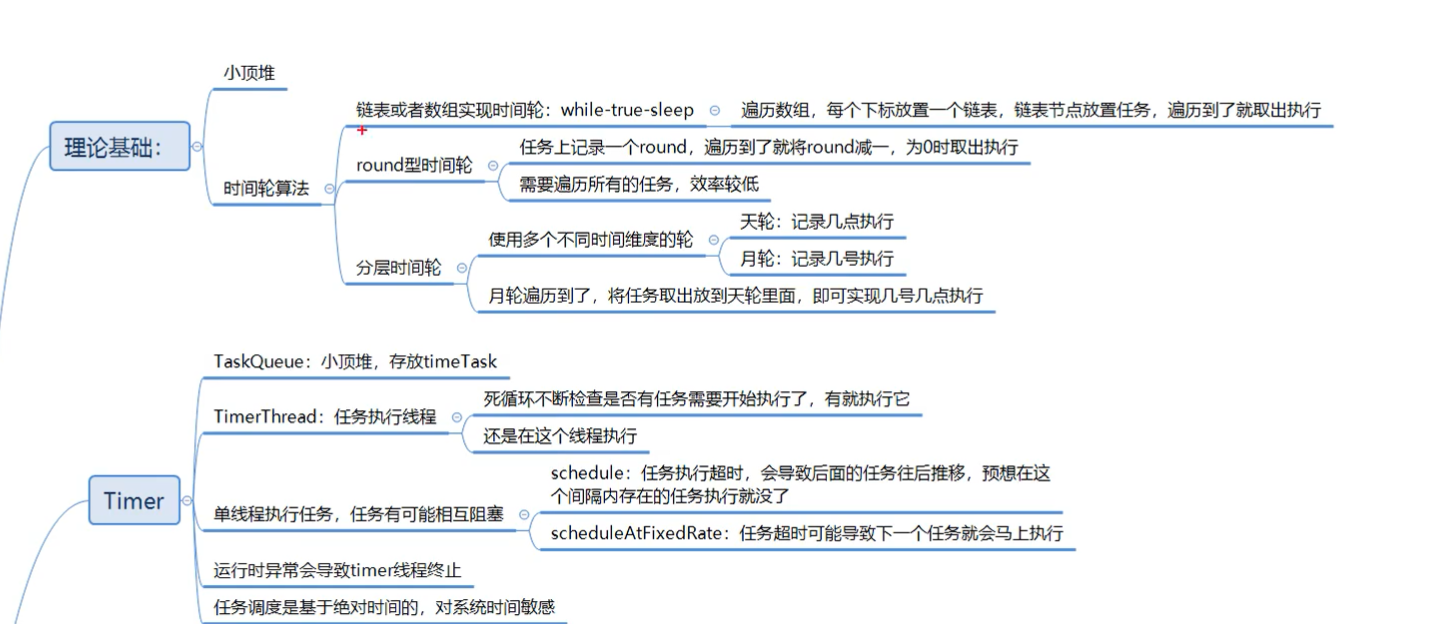 小顶堆
链表或者数组实现时间轮：while-true-sleep
遍历数组，每个下标放置一个链表，链表节点放置任务，遍历到了就取出执行
理论基础：
任务上记录一个round，遍历到了就将round减一，为0时取出执行
round型时间轮
需要遍历所有的任务，效率较低
时间轮算法
天轮：记录几点执行
使用多个不同时间维度的轮
月轮：记录几号执行
分层时间轮
月轮遍历到了，将任务取出放到天轮里面，即可实现几号几点执行
TaskQueue：小顶堆，存放timeTask
死循环不断检查是否有任务需要开始执行了，有就执行它
TimerThread：任务执行线程
还是在这个线程执行
schedule：任务执行超时，会导致后面的任务往后推移，预想在这
个间隔内存在的任务执行就没了
Timer
单线程执行任务，任务有可能相互阻塞
scheduleAtFixedRate：任务超时可能导致下一个任务就会马上执行
运行时异常会导致timer线程终止
任务调度是基于绝对时间的，对系统时间敏感